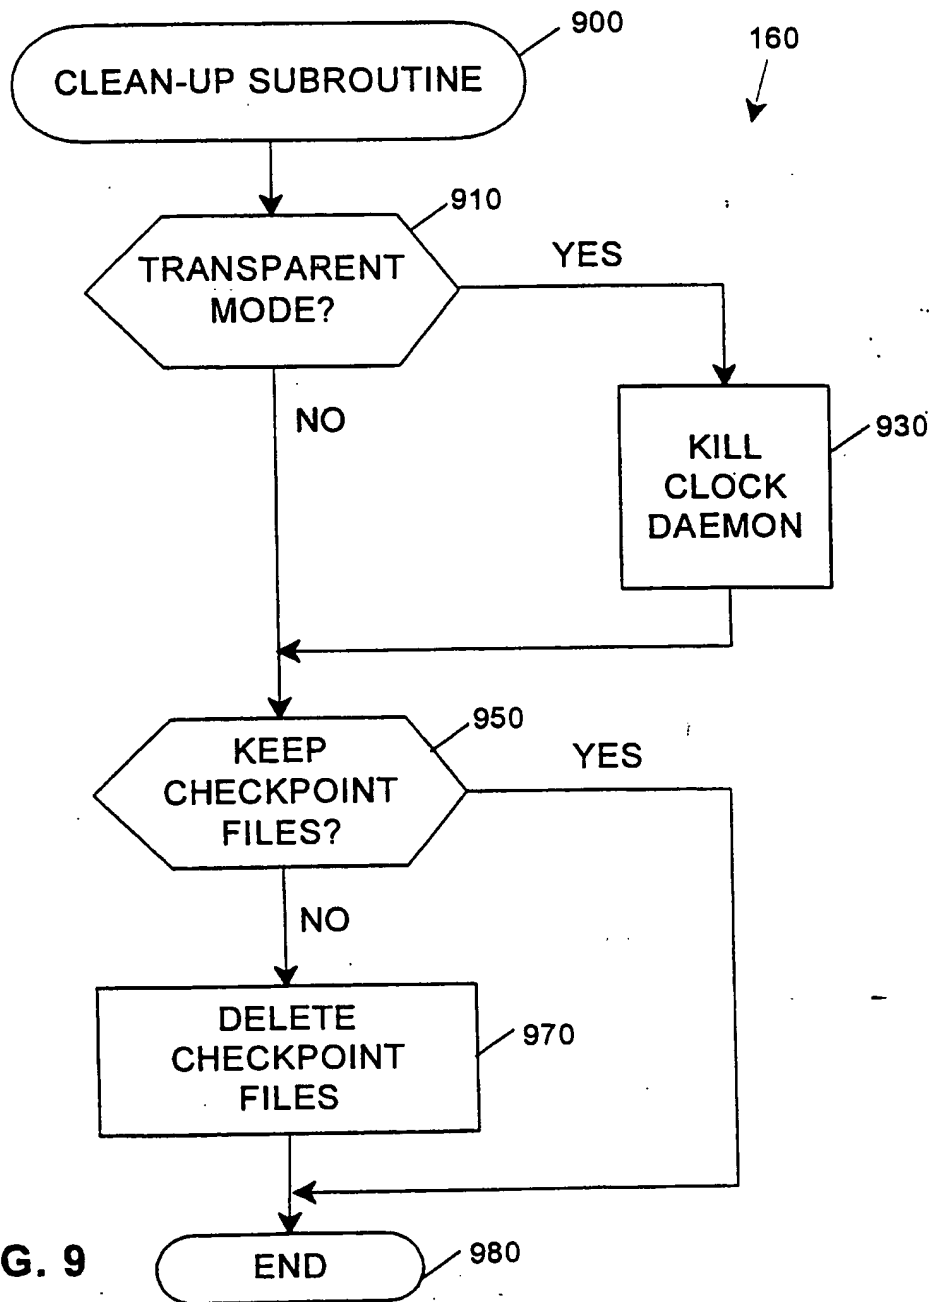 900
160
CLEAN-UP SUBROUTINE
910
TRANSPARENT
MODE?
YES
NO
930
KILL
CLOCK
DAEMON
950
KEEP
CHECKPOINT
FILES?
YES
NO
DELETE
CHECKPOINT
FILES
970
END
980
G. 9